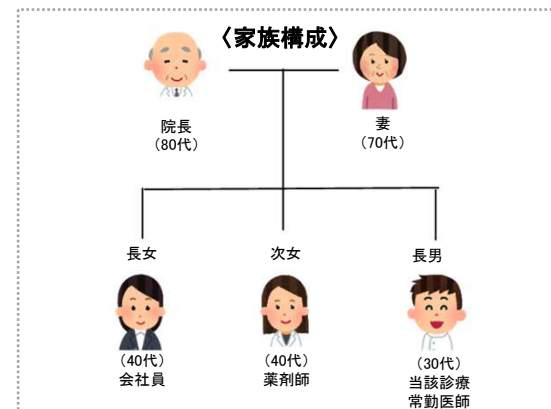 〈家族構成〉
院長
(80代)
妻
(70代)
長女
次女
長男
(40代)
会社員
(40代)
薬剤師
(30代)
当該診療
常勤医師